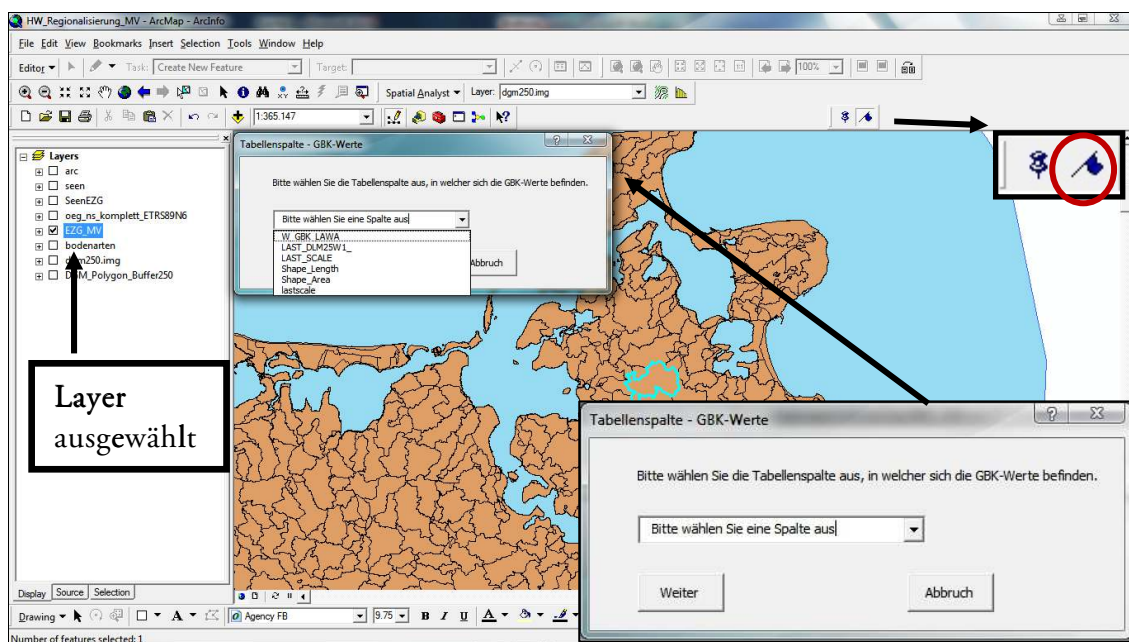 HW_Regionalisierung_MV - ArcMap - ArcInfo
File Edit View Bookmarks Insert Selection Tools Window Help
Editor Task: Create New Feature Target: 100%
Spatial Analyst Layer: dgm250.img
1:365.147
Layers
arc
seen
SeenEZG
oeg_ns_komplett_ETRS89N6
EZG_MV
bodenarten
dgm250.img
DGM_Polygon_Buffer250
Tabellenspalte - GBK-Werte
Bitte wählen Sie die Tabellenspalte aus, in welcher sich die GBK-Werte befinden.
Bitte wählen Sie eine Spalte aus
W_GBK_LAWA
LAST_DLM25W1_
LAST_SCALE
Shape_Length
Shape_Area
lastscale
Abbruch
Layer
ausgewählt
Tabellenspalte - GBK-Werte
Bitte wählen Sie die Tabellenspalte aus, in welcher sich die GBK-Werte befinden.
Bitte wählen Sie eine Spalte aus
Weiter Abbruch
Display Source Selection
Drawing A Agency FB 9.75 B I U A
Number of features selected: 1